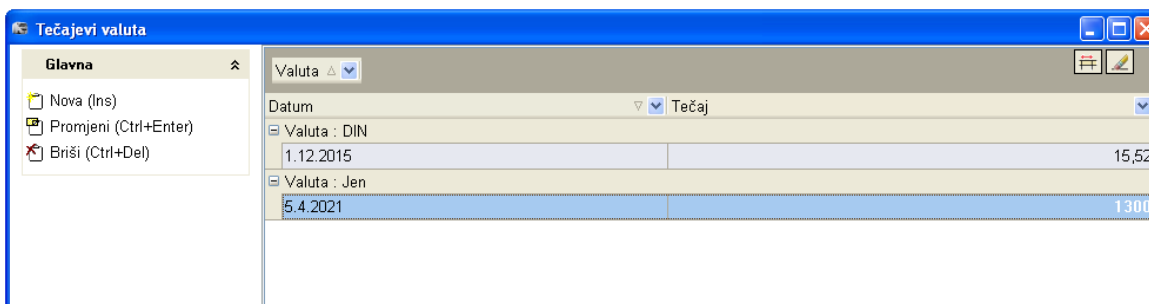 Tečajevi valuta
Glavna
Nova (Ins)
Promjeni (Ctrl+Enter)
Briši (Ctrl+Del)
Valuta
Datum Tečaj
Valuta : DIN
1.12.2015 15,52
Valuta : Jen
5.4.2021 1300